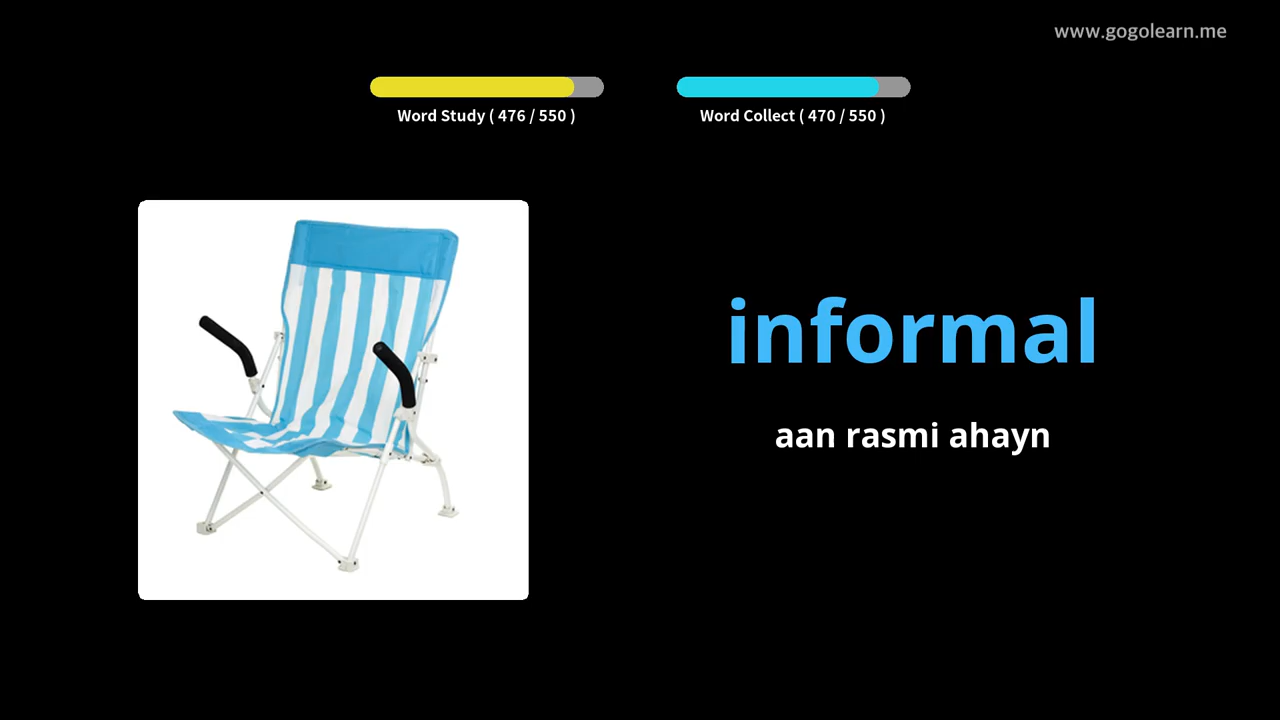 www.gogolearn.me
Word Study ( 476 / 550 )
Word Collect ( 470 / 550 )
informal
aan rasmi ahayn